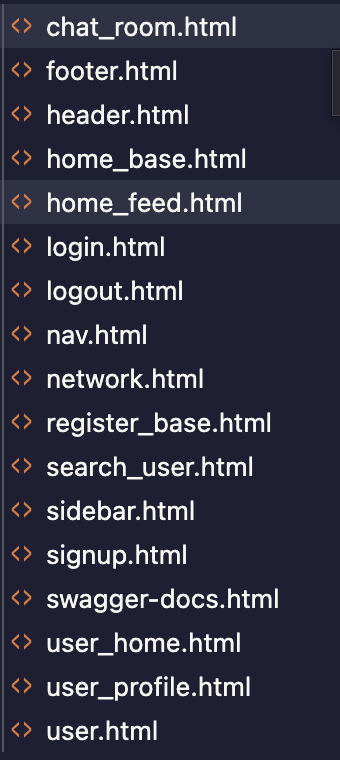 <> chat_room.html
<> footer.html
<> header.html
<> home_base.html
<> home_feed.html
<> login.html
<> logout.html
<> nav.html
<> network.html
<> register_base.html
<> search_user.html
<> sidebar.html
<> signup.html
<> swagger-docs.html
<> user_home.html
<> user_profile.html
<> user.html